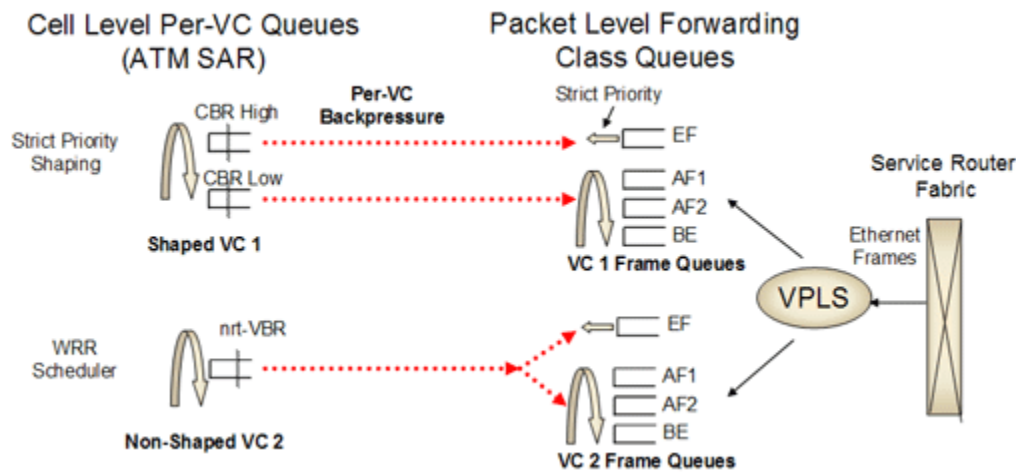 Cell Level Per-VC Queues
(ATM SAR)
Packet Level Forwarding
Class Queues
Per-VC
Backpressure
Strict Priority
CBR High
EF
Strict Priority
Shaping
CBR Low
AF1
AF2
BE
Shaped VC 1
VC 1 Frame Queues
Service Router
Fabric
Ethernet
Frames
VPLS
nrt-VBR
EF
WRR
Scheduler
AF1
AF2
BE
Non-Shaped VC 2
VC 2 Frame Queues